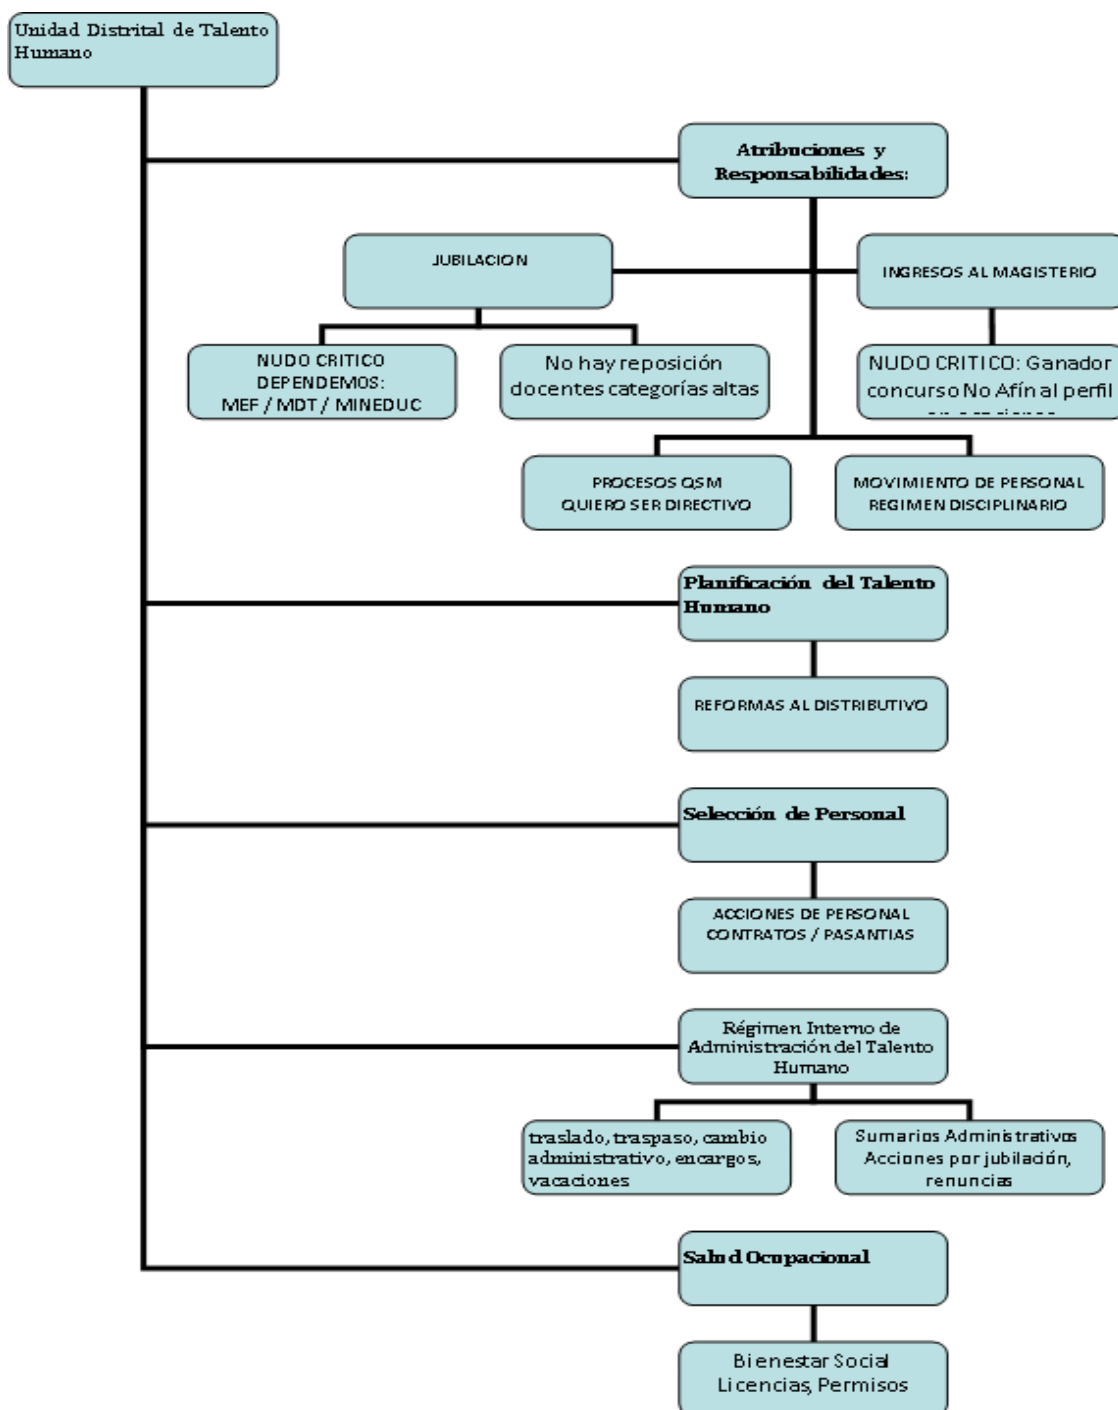 Unidad Distrital de Talento
Humano
Atribuciones y
Responsabilidades:
JUBILACION
INGRESOS AL MAGISTERIO
NUDO CRITICO
DEPENDEMOS:
MEF / MDT / MINEDUC
No hay reposición
docentes categorías altas
NUDO CRITICO: Ganador
concurso No Afín al perfil
PROCESOS QSM
QUIERO SER DIRECTIVO
MOVIMIENTO DE PERSONAL
REGIMEN DISCIPLINARIO
Planificación del Talento
Humano
REFORMAS AL DISTRIBUTIVO
Selección de Personal
ACCIONES DE PERSONAL
CONTRATOS / PASANTIAS
Régimen Interno de
Administración del Talento
Humano
traslado, traspaso, cambio
administrativo, encargos,
vacaciones
Sumarios Administrativos
Acciones por jubilación,
renuncias
Salud Ocupacional
Bienestar Social
Licencias, Permisos